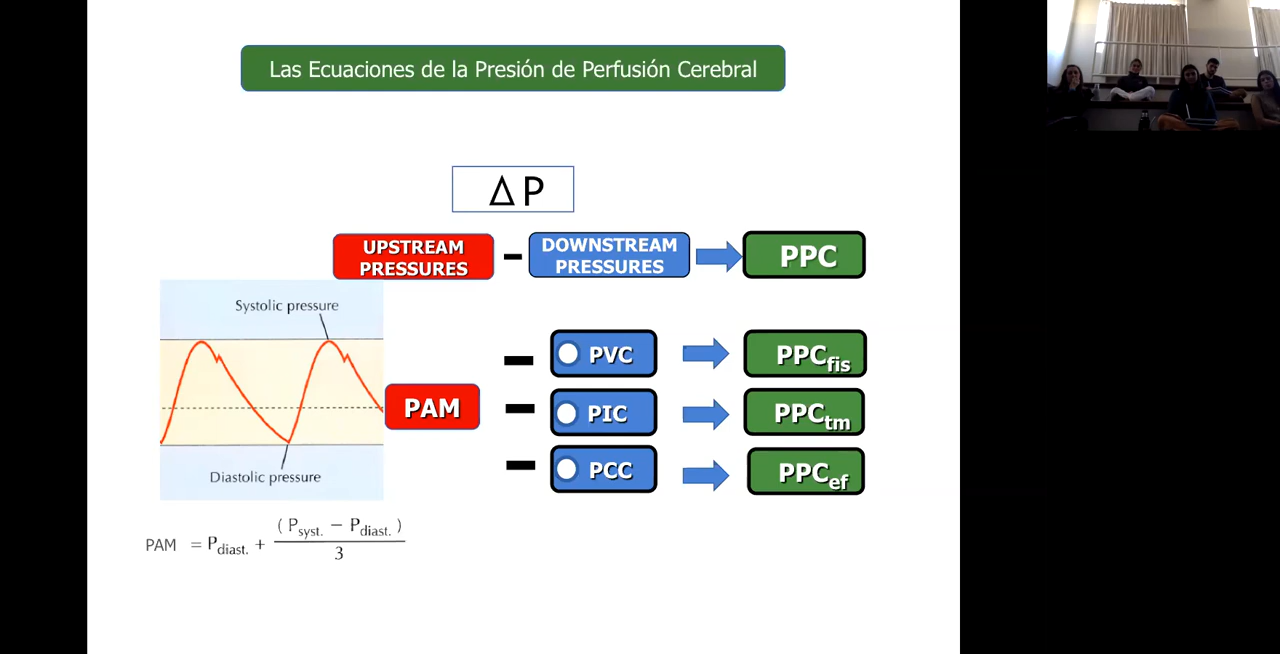 Las Ecuaciones de la Presión de Perfusión Cerebral
Δ P
UPSTREAM
PRESSURES
-
DOWNSTREAM
PRESSURES
PPC
Systolic pressure
Diastolic pressure
PAM
- PVC PPCfis
- PIC PPCtm
- PCC PPCef
PAM = Pdiast. + (Psyst. − Pdiast.) / 3